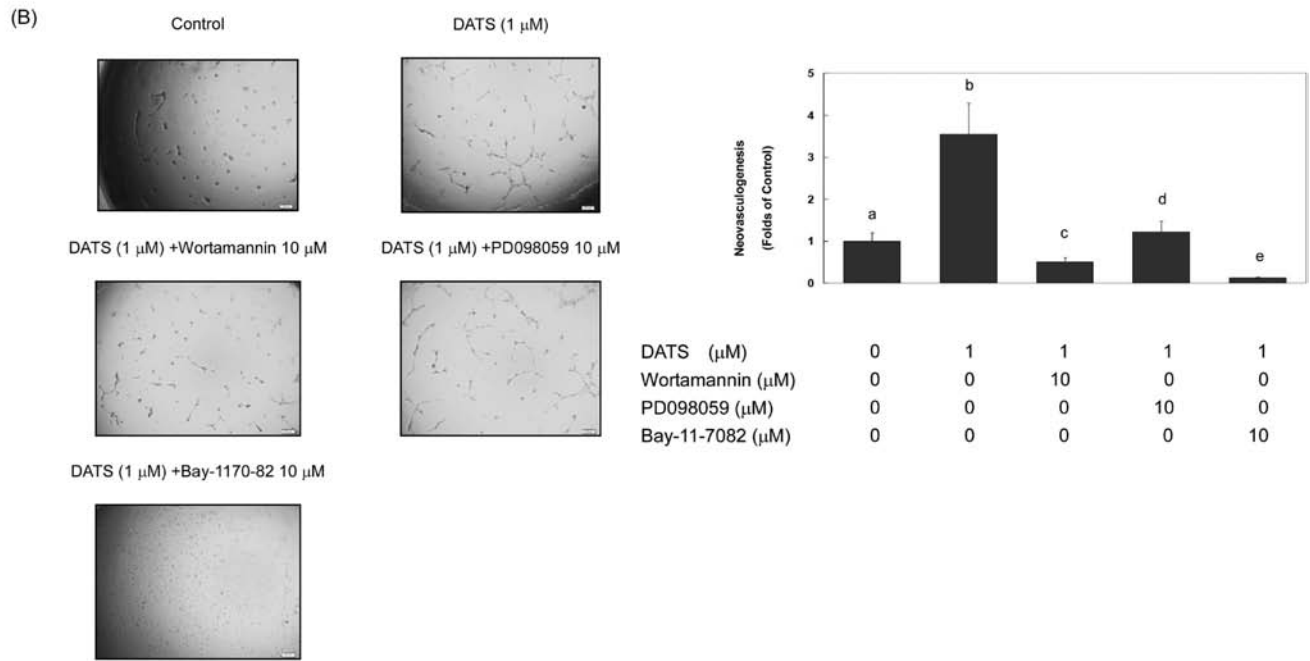 (B)
Control
DATS (1 μM)
DATS (1 μM) +Wortamannin 10 μM
DATS (1 μM) +PD098059 10 μM
DATS (1 μM) +Bay-1170-82 10 μM
Neovasculogenesis
(Folds of Control)
5
4
3
2
1
0
a
b
c
d
e
DATS (μM) 0 1 1 1 1
Wortamannin (μM) 0 0 10 0 0
PD098059 (μM) 0 0 0 10 0
Bay-11-7082 (μM) 0 0 0 0 10